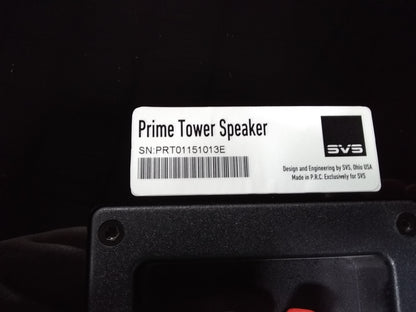 Prime Tower Speaker
SN:PRT01151013E
SVS
Design and Engineering by SVS, Ohio USA
Made in P.R.C. Exclusively for SVS